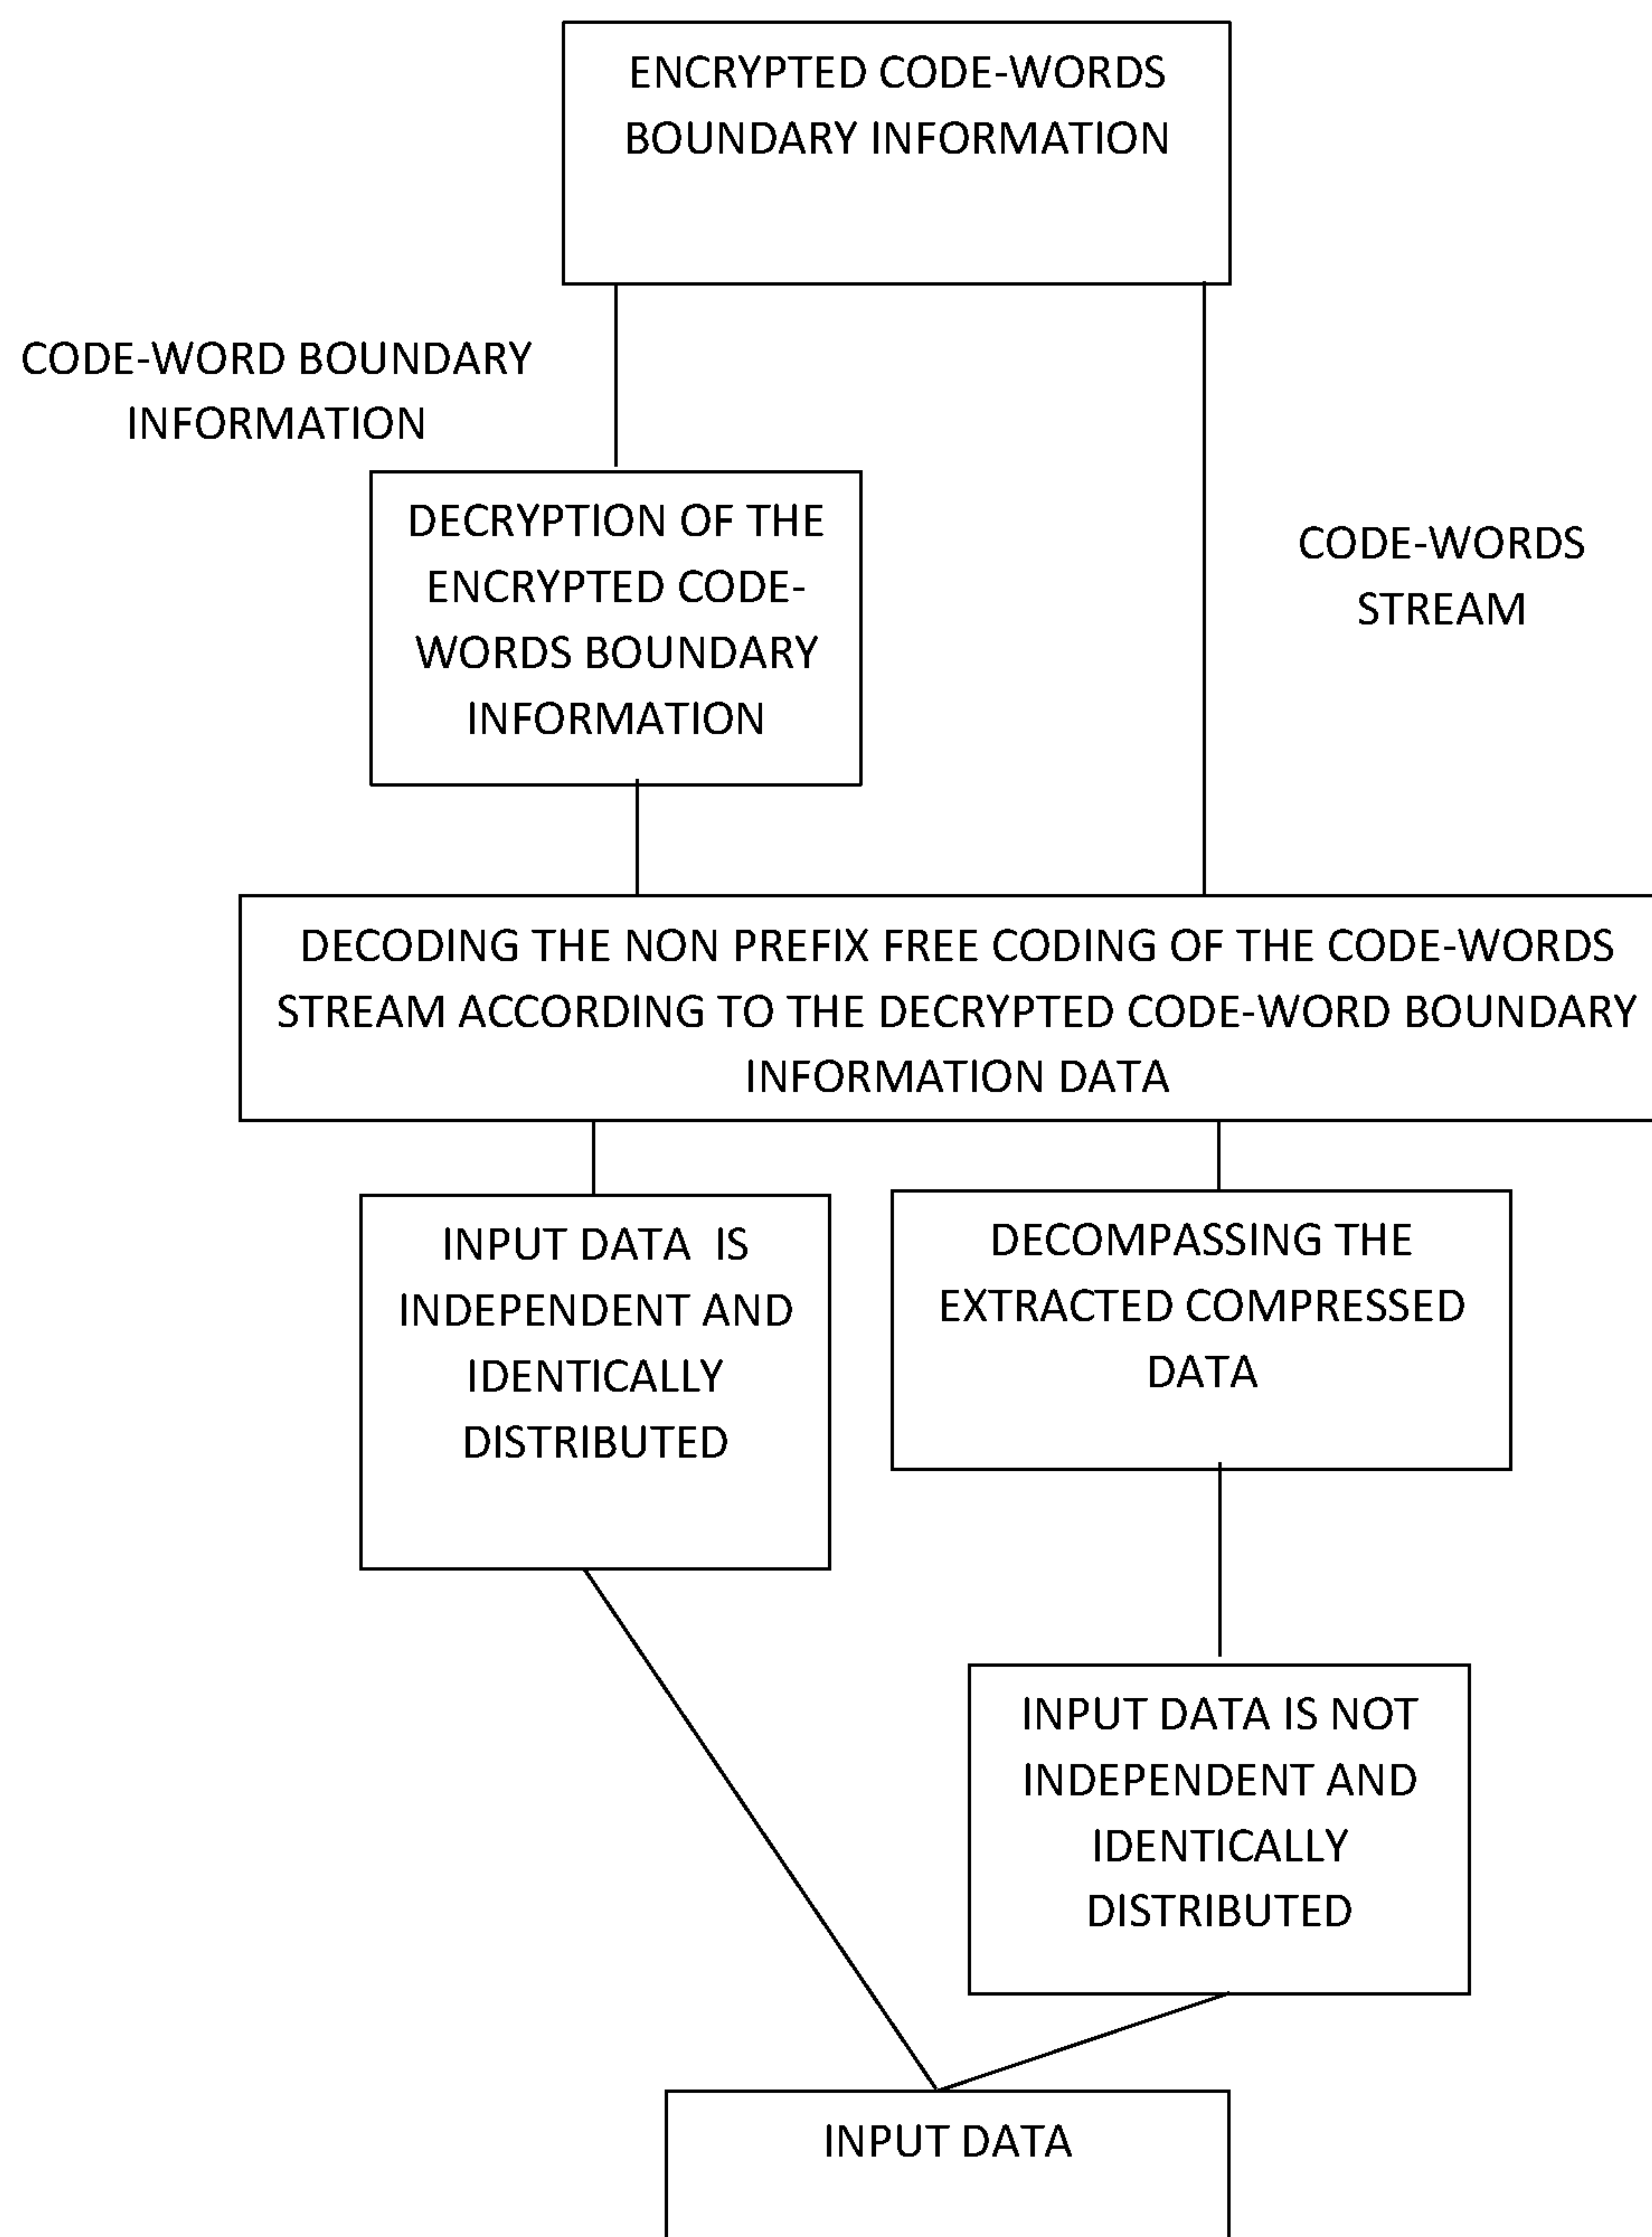 ENCRYPTED CODE-WORDS
BOUNDARY INFORMATION
CODE-WORD BOUNDARY
INFORMATION
DECRYPTION OF THE
ENCRYPTED CODE-
WORDS BOUNDARY
INFORMATION
CODE-WORDS
STREAM
DECODING THE NON PREFIX FREE CODING OF THE CODE-WORDS
STREAM ACCORDING TO THE DECRYPTED CODE-WORD BOUNDARY
INFORMATION DATA
INPUT DATA IS
INDEPENDENT AND
IDENTICALLY
DISTRIBUTED
DECOMPASSING THE
EXTRACTED COMPRESSED
DATA
INPUT DATA IS NOT
INDEPENDENT AND
IDENTICALLY
DISTRIBUTED
INPUT DATA